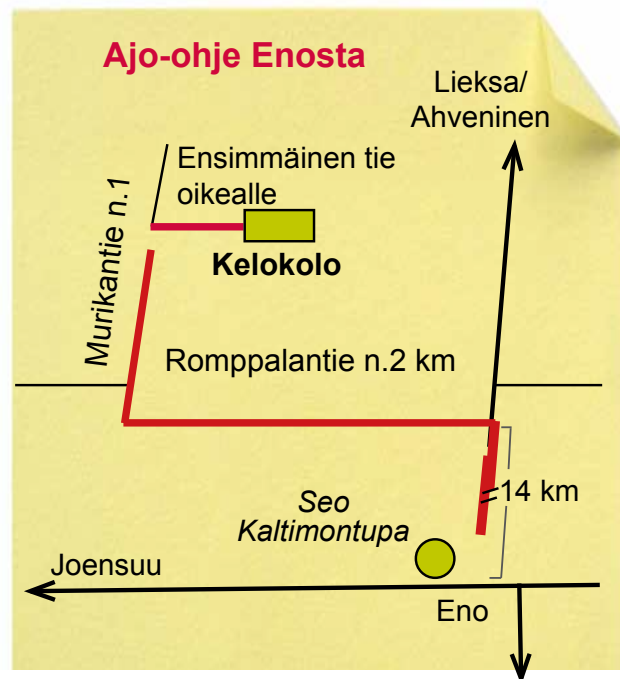 Ajo-ohje Enosta
Lieksa/
Ahveninen
Ensimmäinen tie
oikealle
Murikantie n.1
Kelokolo
Romppalantie n.2 km
14 km
Seo
Kaltimontupa
Joensuu
Eno